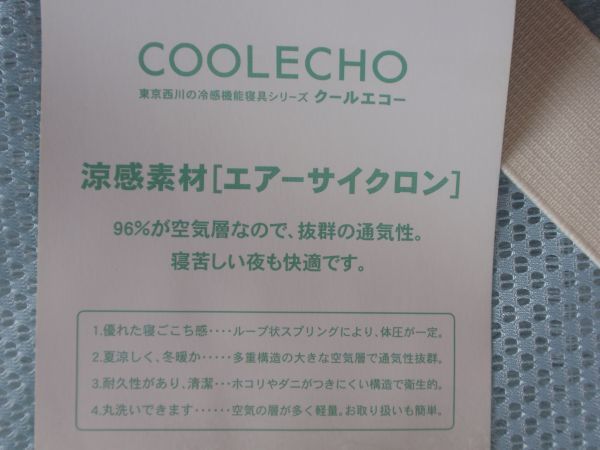 COOLECHO
東京西川の冷感機能寝具シリーズ クールエコー
涼感素材[エアーサイクロン]
96%が空気層なので、抜群の通気性。
寝苦しい夜も快適です。
1.優れた寝ごこち感‥‥ループ状スプリングにより、体圧が一定。
2.夏涼しく、冬暖か‥‥‥多重構造の大きな空気層で通気性抜群。
3.耐久性があり、清潔‥‥ホコリやダニがつきにくい構造で衛生的。
4.丸洗いできます‥‥‥空気の層が多く軽量。お取り扱いも簡単。